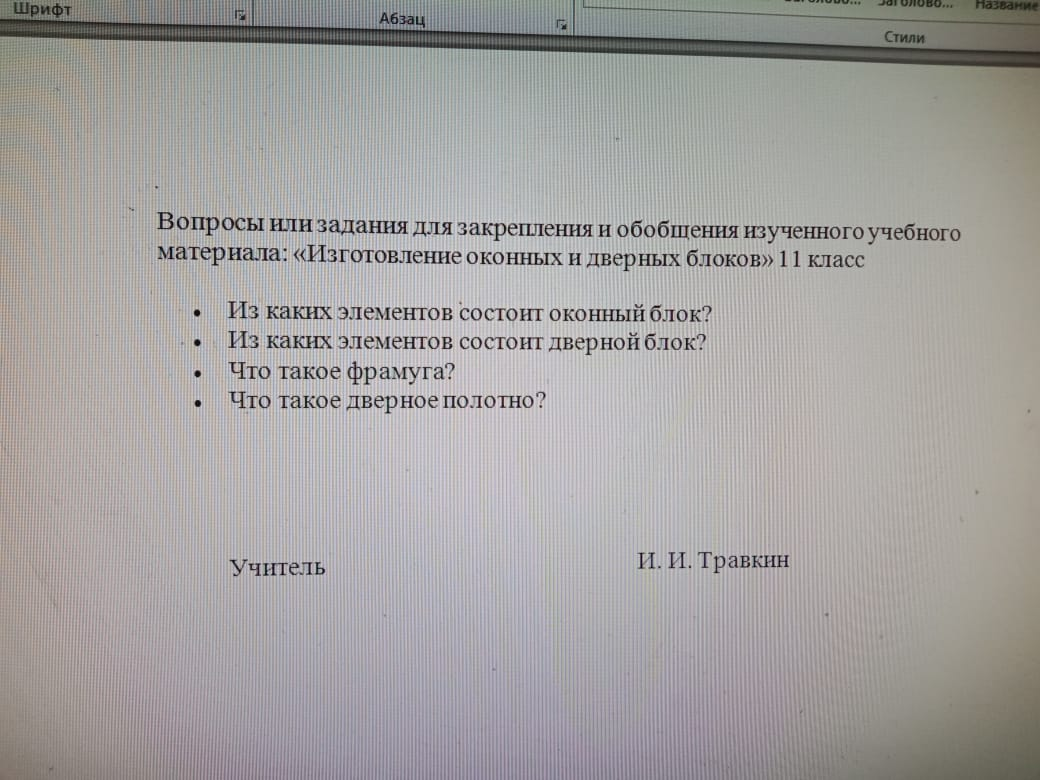 Шрифт
Абзац
Стили
Название
Вопросы или задания для закрепления и обобщения изученного учебного
материала: «Изготовление оконных и дверных блоков» 11 класс
• Из каких элементов состоит оконный блок?
• Из каких элементов состоит дверной блок?
• Что такое фрамуга?
• Что такое дверное полотно?
Учитель И. И. Травкин